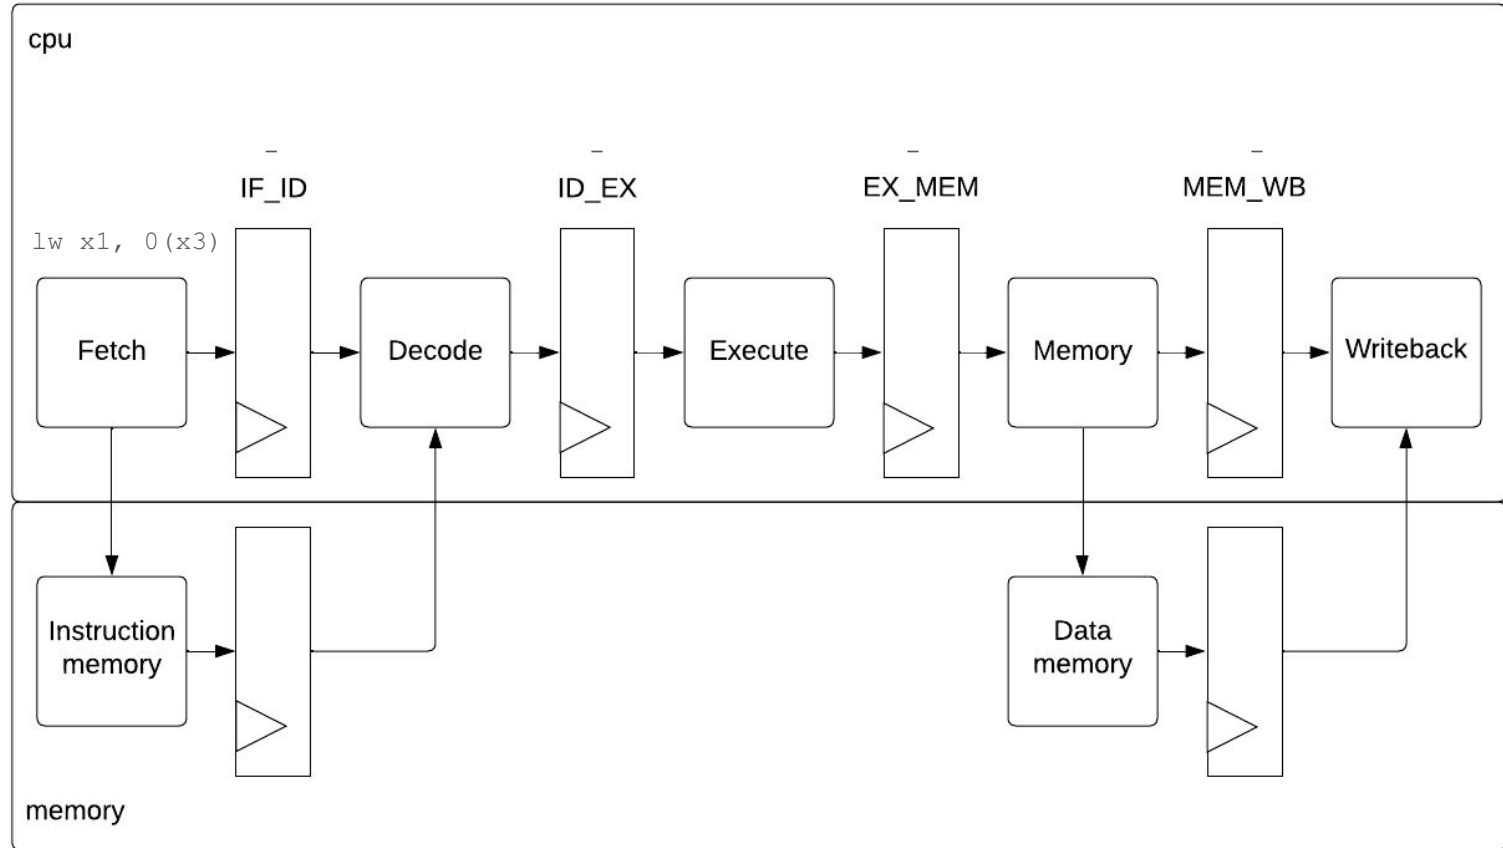 cpu
_ _ _ _
IF_ID ID_EX EX_MEM MEM_WB
lw x1, 0(x3)
Fetch Decode Execute Memory Writeback
Instruction
memory
Data
memory
memory